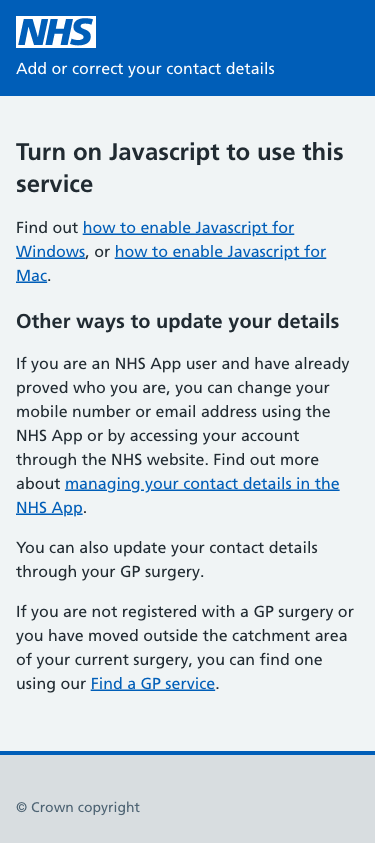 NHS
Add or correct your contact details
Turn on Javascript to use this
service
Find out how to enable Javascript for
Windows, or how to enable Javascript for
Mac.
Other ways to update your details
If you are an NHS App user and have already
proved who you are, you can change your
mobile number or email address using the
NHS App or by accessing your account
through the NHS website. Find out more
about managing your contact details in the
NHS App.
You can also update your contact details
through your GP surgery.
If you are not registered with a GP surgery or
you have moved outside the catchment area
of your current surgery, you can find one
using our Find a GP service.
© Crown copyright